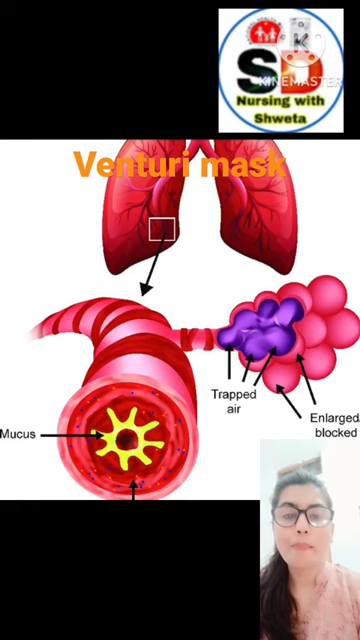 K
SD
KINEMASTER
Nursing with
Shweta
Venturi mask
Trapped
air
Enlarged/
blocked
Mucus